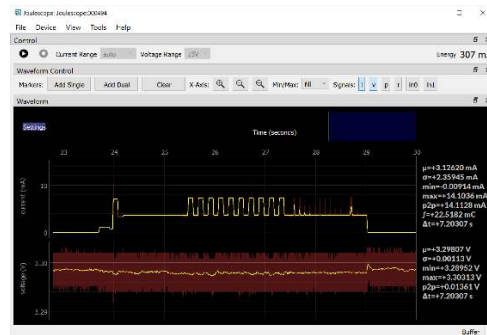 Joulescope: Joulescope:000494
File Device View Tools Help
Control
Current Range auto Voltage Range 15V Energy 307 m
Waveform Control
Markers: Add Single Add Dual Clear X-Axis: Min/Max: fill Signals: i v p r in0 in1
Waveform
Settings
Time (seconds)
23 24 25 26 27 28 29 30
current (mA)
10
0
μ=+3.12620 mA
σ=+2.35945 mA
min=-0.00914 mA
max=+14.1036 mA
p2p=+14.1128 mA
∫=+22.5182 mC
Δt=+7.20307 s
voltage (V)
3.30
3.29
μ=+3.29807 V
σ=+0.00113 V
min=+3.28952 V
max=+3.30313 V
p2p=+0.01361 V
Δt=+7.20307 s
Buffer